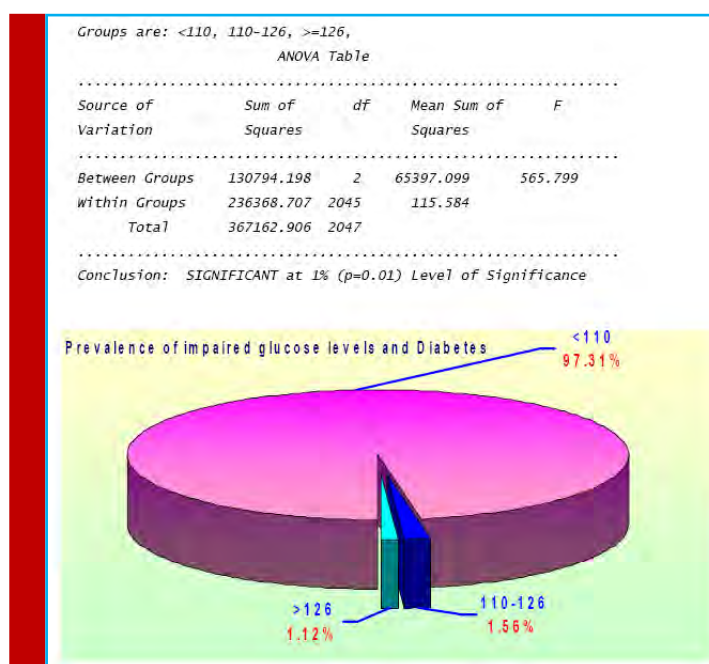 Groups are: <110, 110-126, >=126,
ANOVA Table
Source of Sum of df Mean Sum of F
Variation Squares Squares
Between Groups 130794.198 2 65397.099 565.799
Within Groups 236368.707 2045 115.584
Total 367162.906 2047
Conclusion: SIGNIFICANT at 1% (p=0.01) Level of Significance
Prevalence of impaired glucose levels and Diabetes
<110
97.31%
>126
1.12%
110-126
1.56%